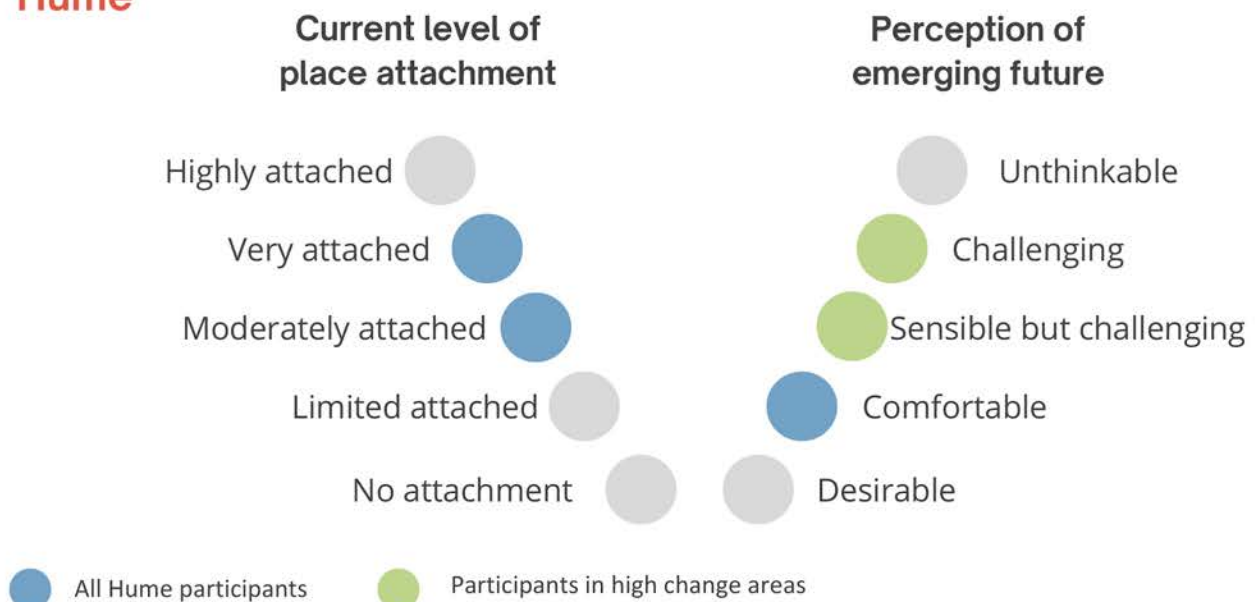 Hume
Current level of
place attachment
Perception of
emerging future
Highly attached
Unthinkable
Very attached
Challenging
Moderately attached
Sensible but challenging
Limited attached
Comfortable
No attachment
Desirable
All Hume participants
Participants in high change areas